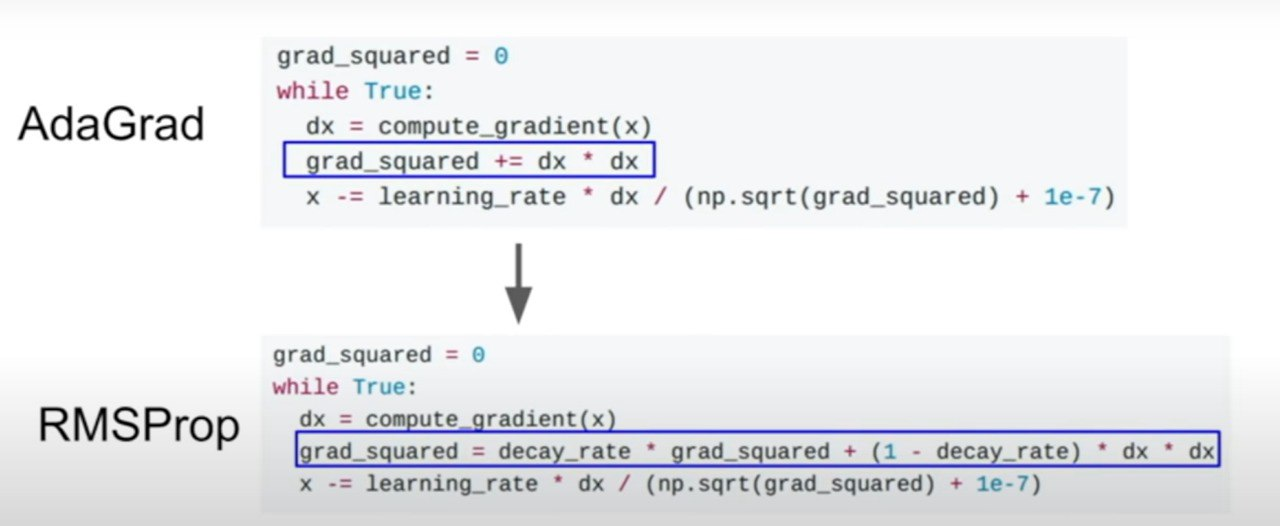 AdaGrad
grad_squared = 0
while True:
dx = compute_gradient(x)
grad_squared += dx * dx
x -= learning_rate * dx / (np.sqrt(grad_squared) + 1e-7)
RMSProp
grad_squared = 0
while True:
dx = compute_gradient(x)
grad_squared = decay_rate * grad_squared + (1 - decay_rate) * dx * dx
x -= learning_rate * dx / (np.sqrt(grad_squared) + 1e-7)